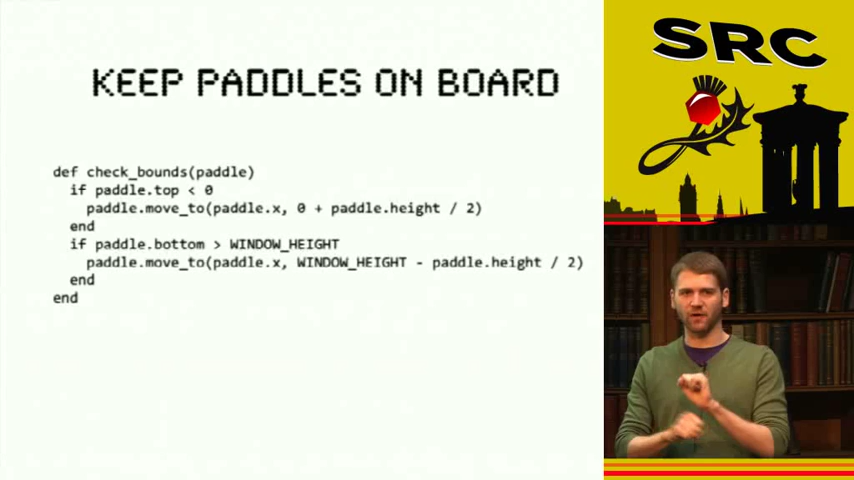 KEEP PADDLES ON BOARD
def check_bounds(paddle)
if paddle.top < 0
paddle.move_to(paddle.x, 0 + paddle.height / 2)
end
if paddle.bottom > WINDOW_HEIGHT
paddle.move_to(paddle.x, WINDOW_HEIGHT - paddle.height / 2)
end
end
SRC